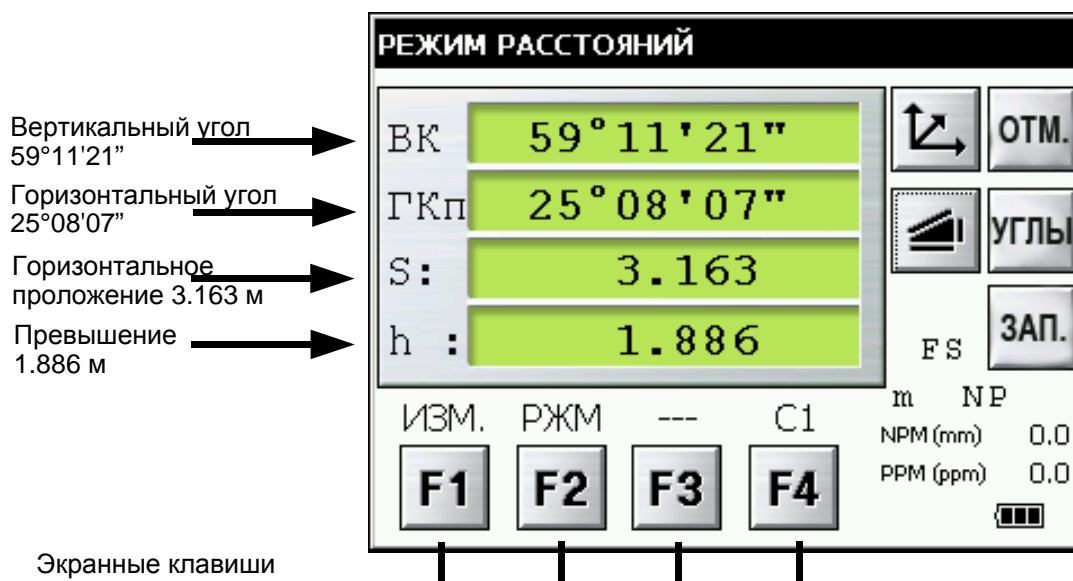 РЕЖИМ РАССТОЯНИЙ
Вертикальный угол
59°11'21”
Горизонтальный угол
25°08'07”
Горизонтальное
проложение 3.163 м
Превышение
1.886 м
ВК 59°11'21"
ГКп 25°08'07"
S: 3.163
h : 1.886
ОТМ.
УГЛЫ
ЗАП.
FS
m NP
NPM (mm) 0.0
PPM (ppm) 0.0
ИЗМ. РЖМ --- С1
F1 F2 F3 F4
Экранные клавиши